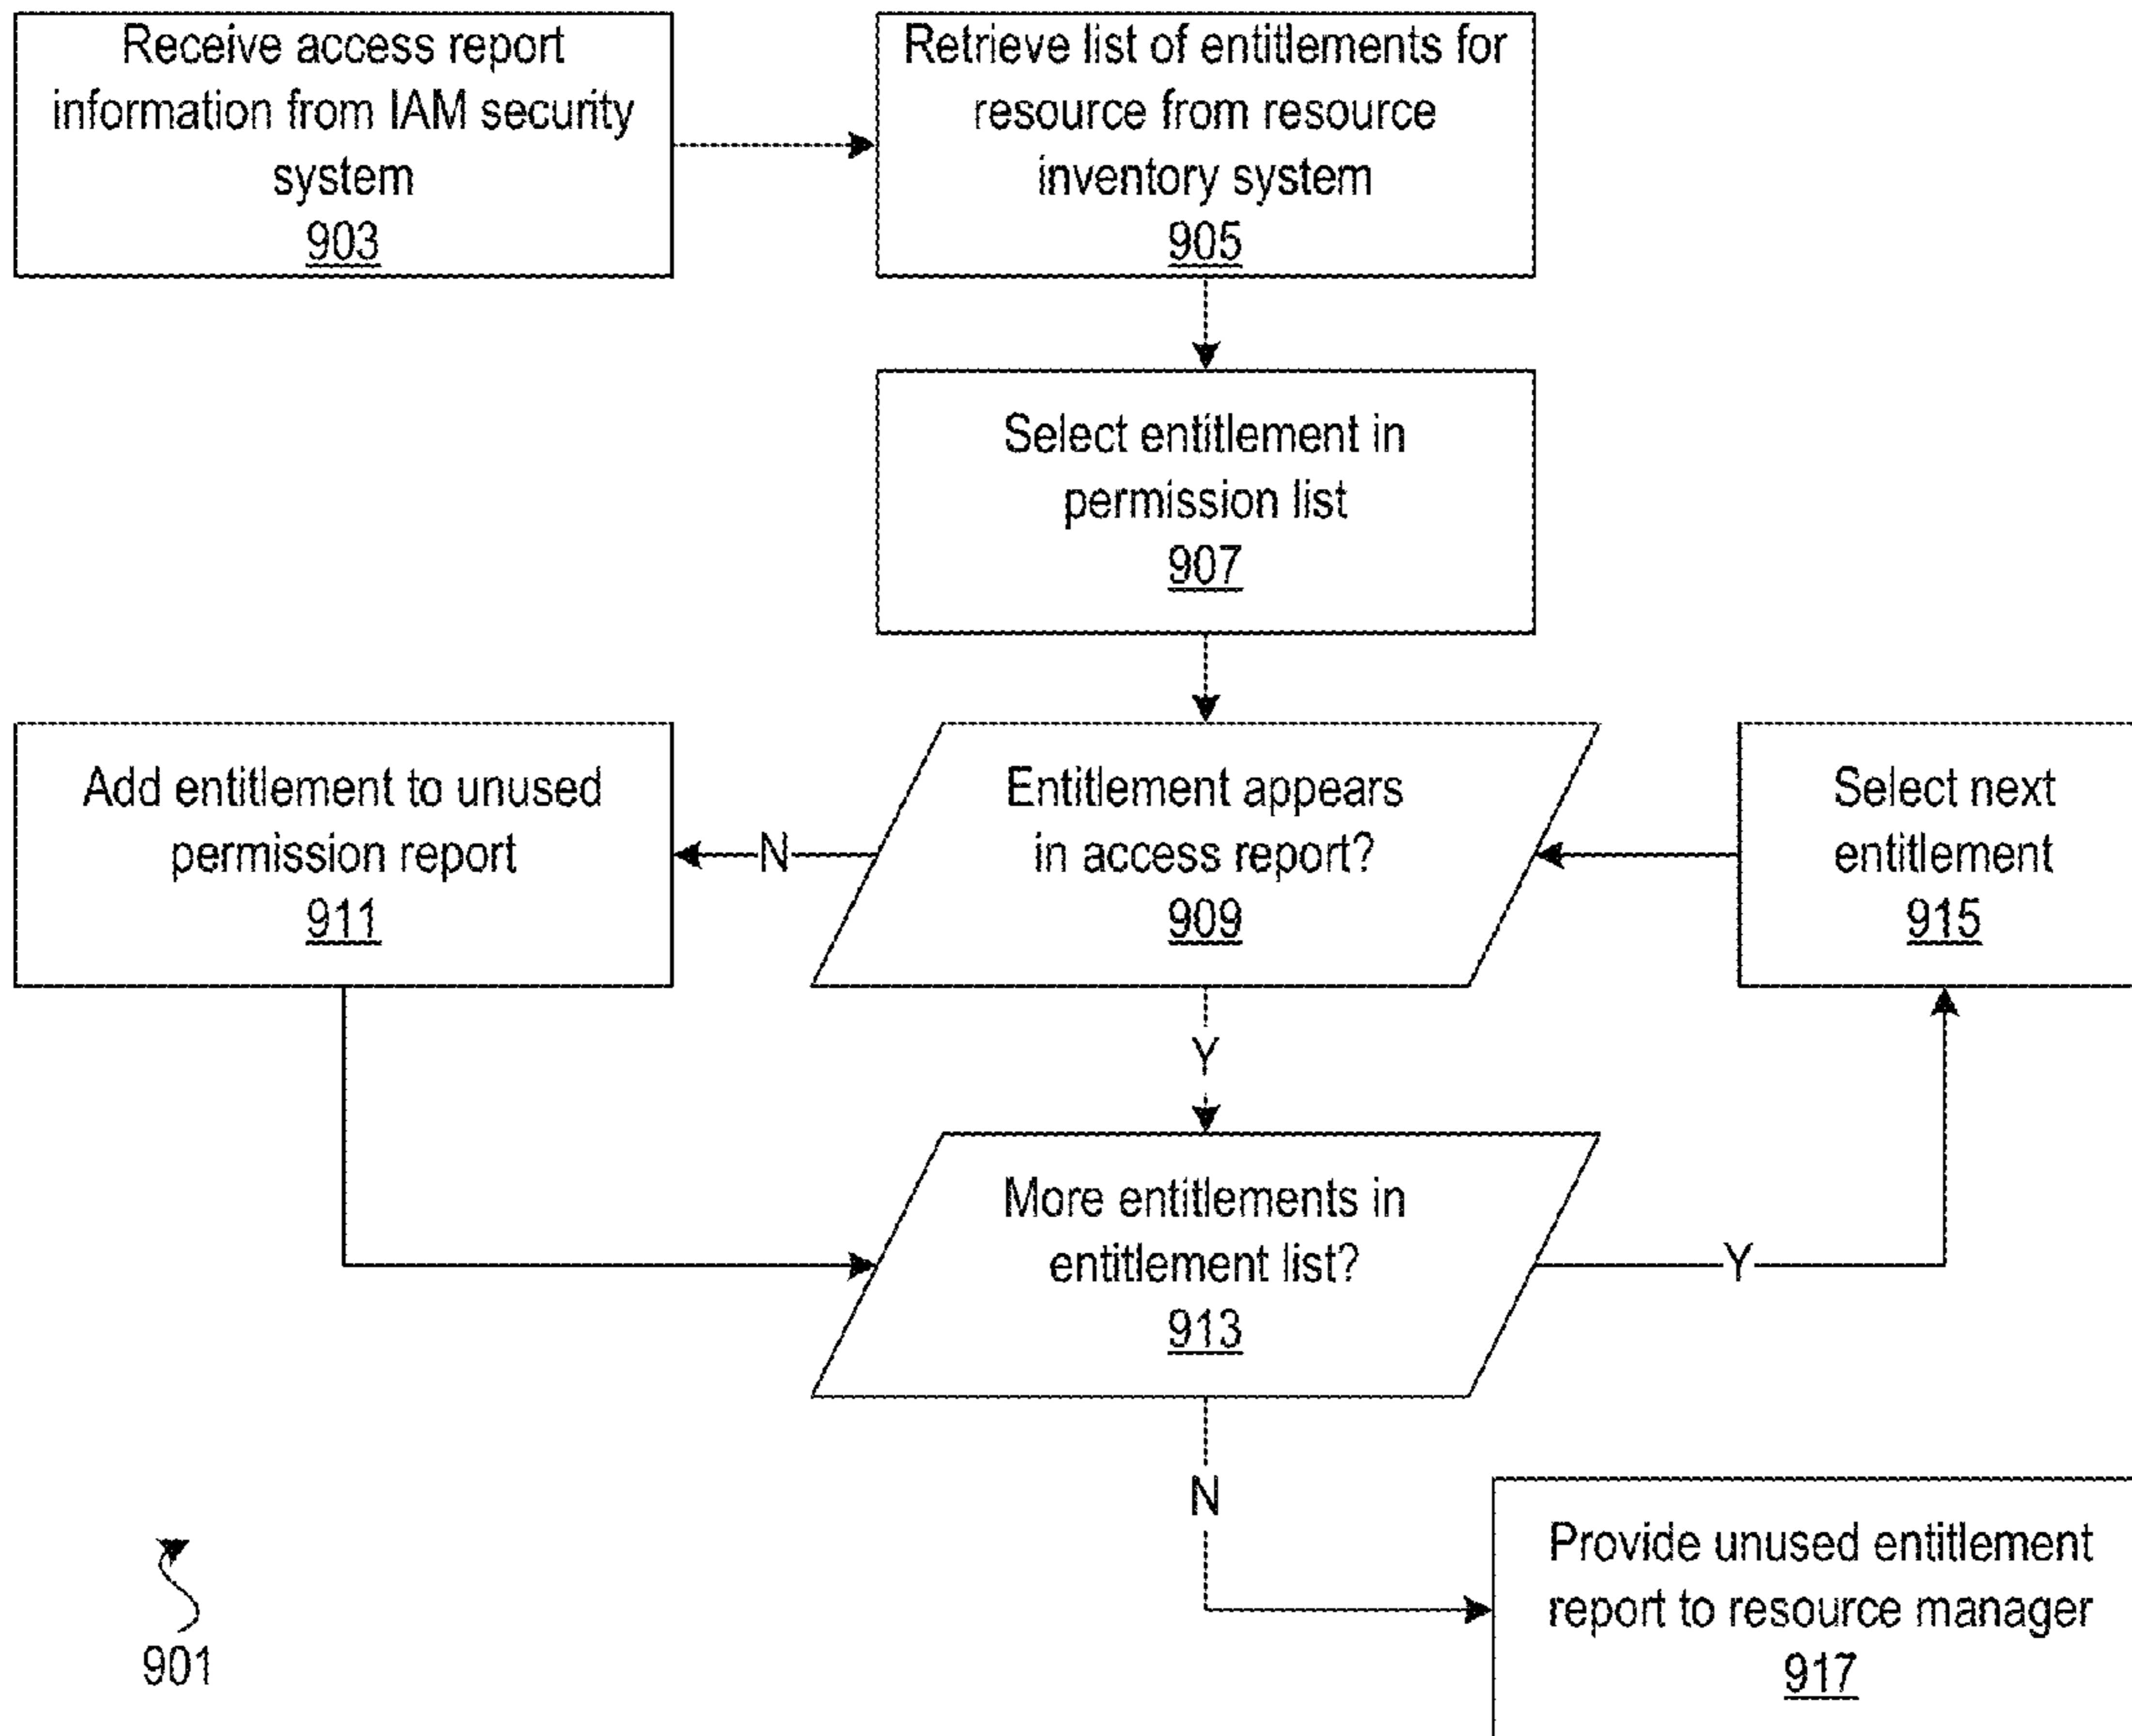 Receive access report
information from IAM security
system
903
Retrieve list of entitlements for
resource from resource
inventory system
905
Select entitlement in
permission list
907
Add entitlement to unused
permission report
911
N
Entitlement appears
in access report?
909
Select next
entitlement
915
Y
More entitlements in
entitlement list?
913
Y
N
Provide unused entitlement
report to resource manager
917
901